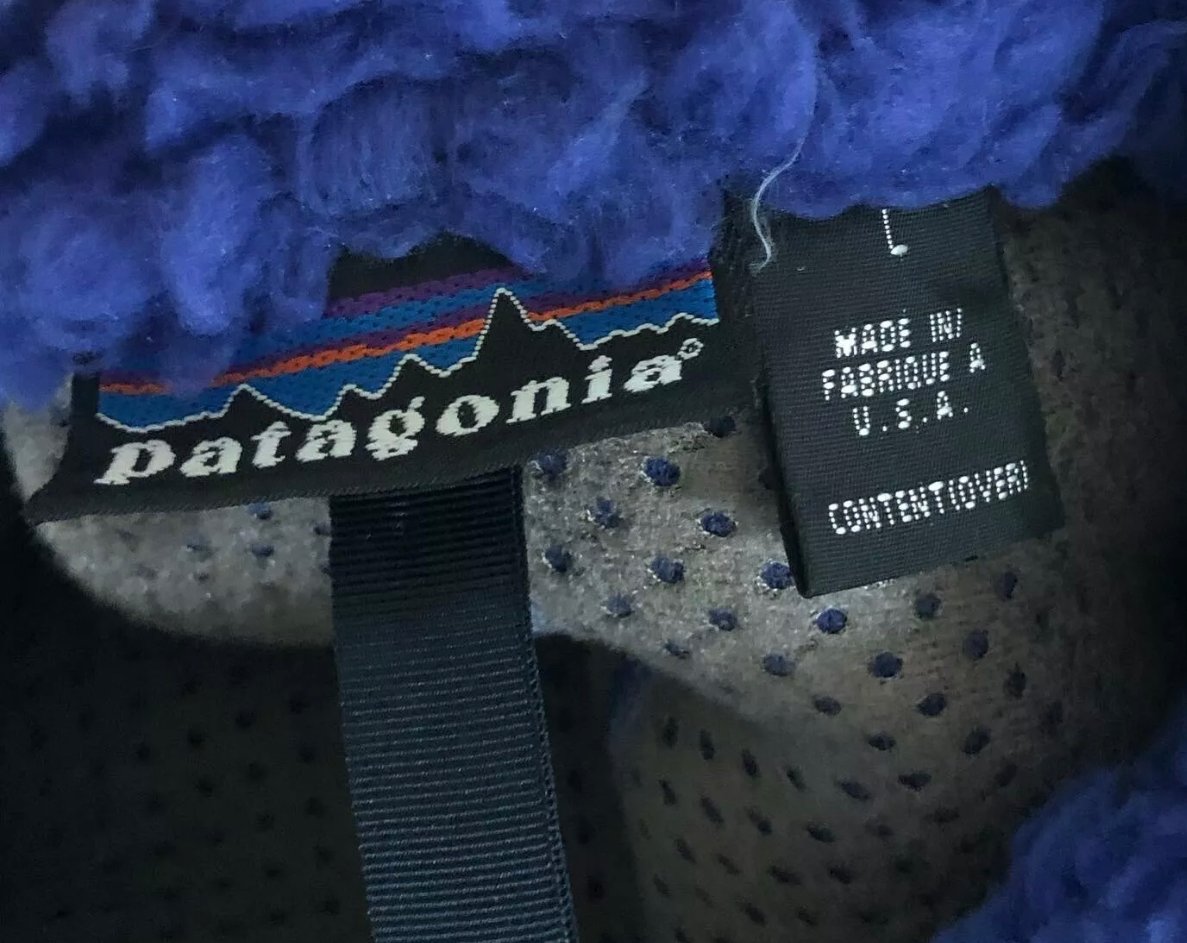 patagonia®
L
MADE IN/
FABRIQUE A
U.S.A.
CONTENT(OVER)